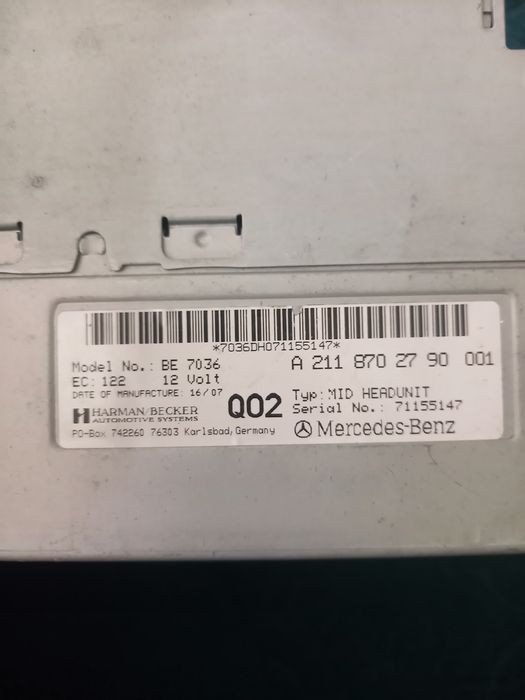 *7036DH071155147*
Model No.: BE 7036
A 211 870 27 90 001
EC: 122 12 Volt
DATE OF MANUFACTURE: 16/07
Typ: MID HEADUNIT
HARMAN/BECKER
AUTOMOTIVE SYSTEMS
Q02
Serial No.: 71155147
PO-Box 742260 76303 Karlsbad, Germany
Mercedes-Benz